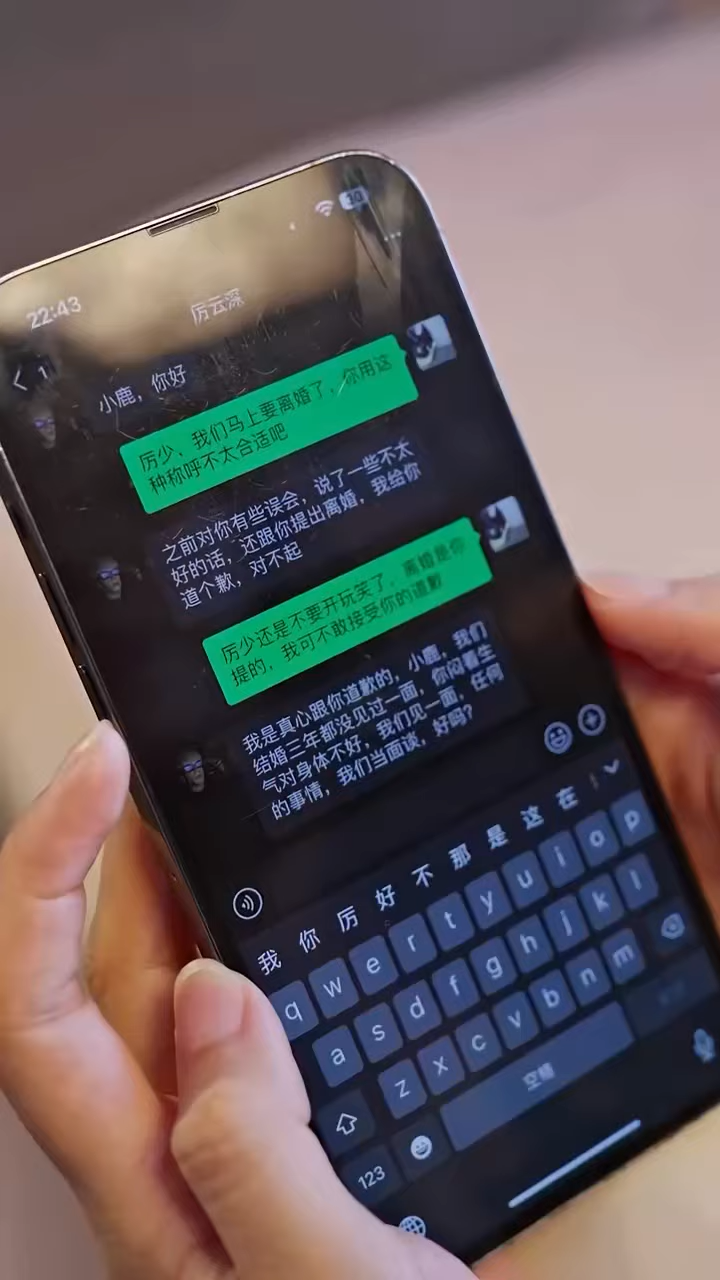 22:43
30
厉云深
1
小鹿，你好
厉少、我们马上要离婚了，你用这
种称呼不太合适吧
之前对你有些误会，说了一些不太
好的话，还跟你提出离婚，我给你
道个歉，对不起
厉少还是不要开玩笑了，离婚是你
提的，我可不敢接受你的道歉
我是真心跟你道歉的，小鹿，我们
结婚三年都没见过一面，你闷着生
气对身体不好，我们见一面，任何
的事情，我们当面谈，好吗？
我 你 厉 好 不 那 是 这 在
q w e r t y u i o p
a s d f g h j k l
z x c v b n m
123
空格